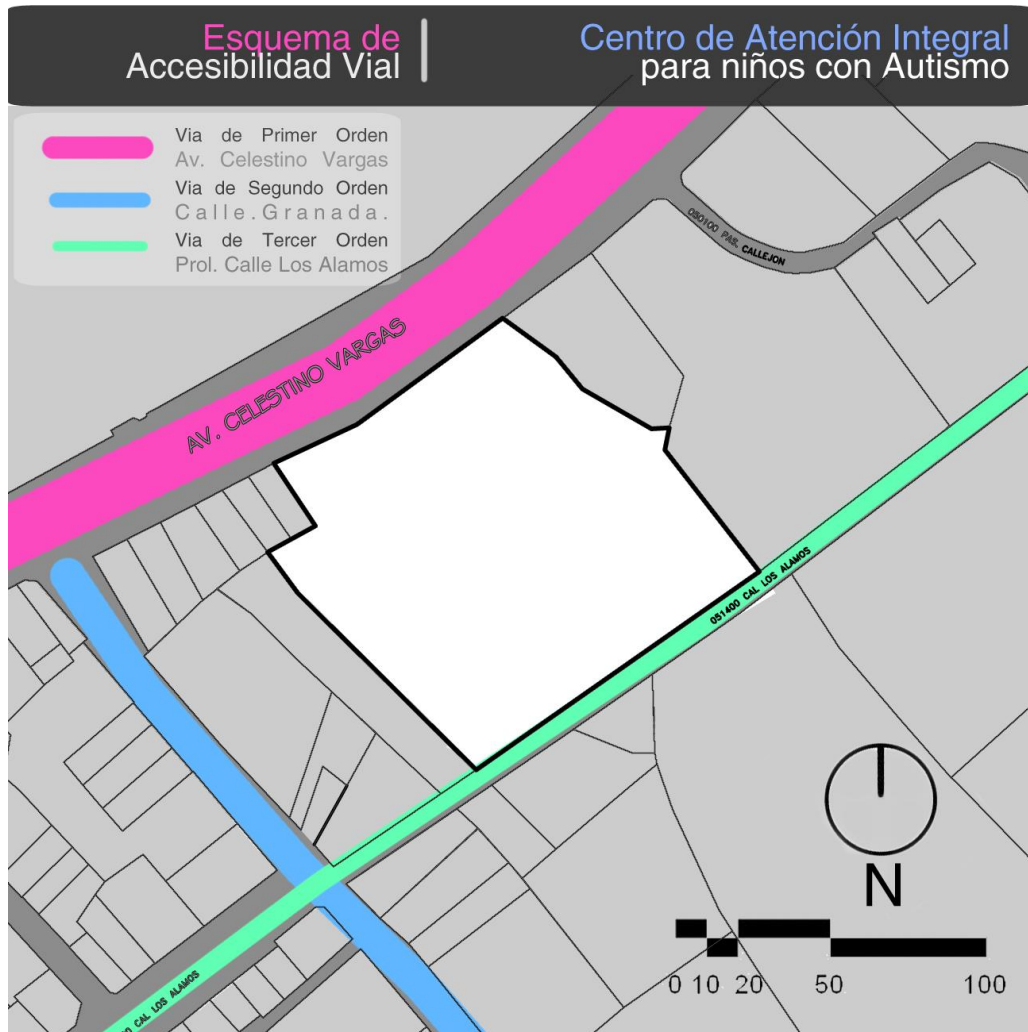 Esquema de
Accesibilidad Vial
Centro de Atención Integral
para niños con Autismo
Via de Primer Orden
Av. Celestino Vargas
Via de Segundo Orden
Calle.Granada.
Via de Tercer Orden
Prol. Calle Los Alamos
050100 PAS. CALLEJON
AV. CELESTINO VARGAS
051400 CAL LOS ALAMOS
N
0 10 20 50 100
CAL LOS ALAMOS